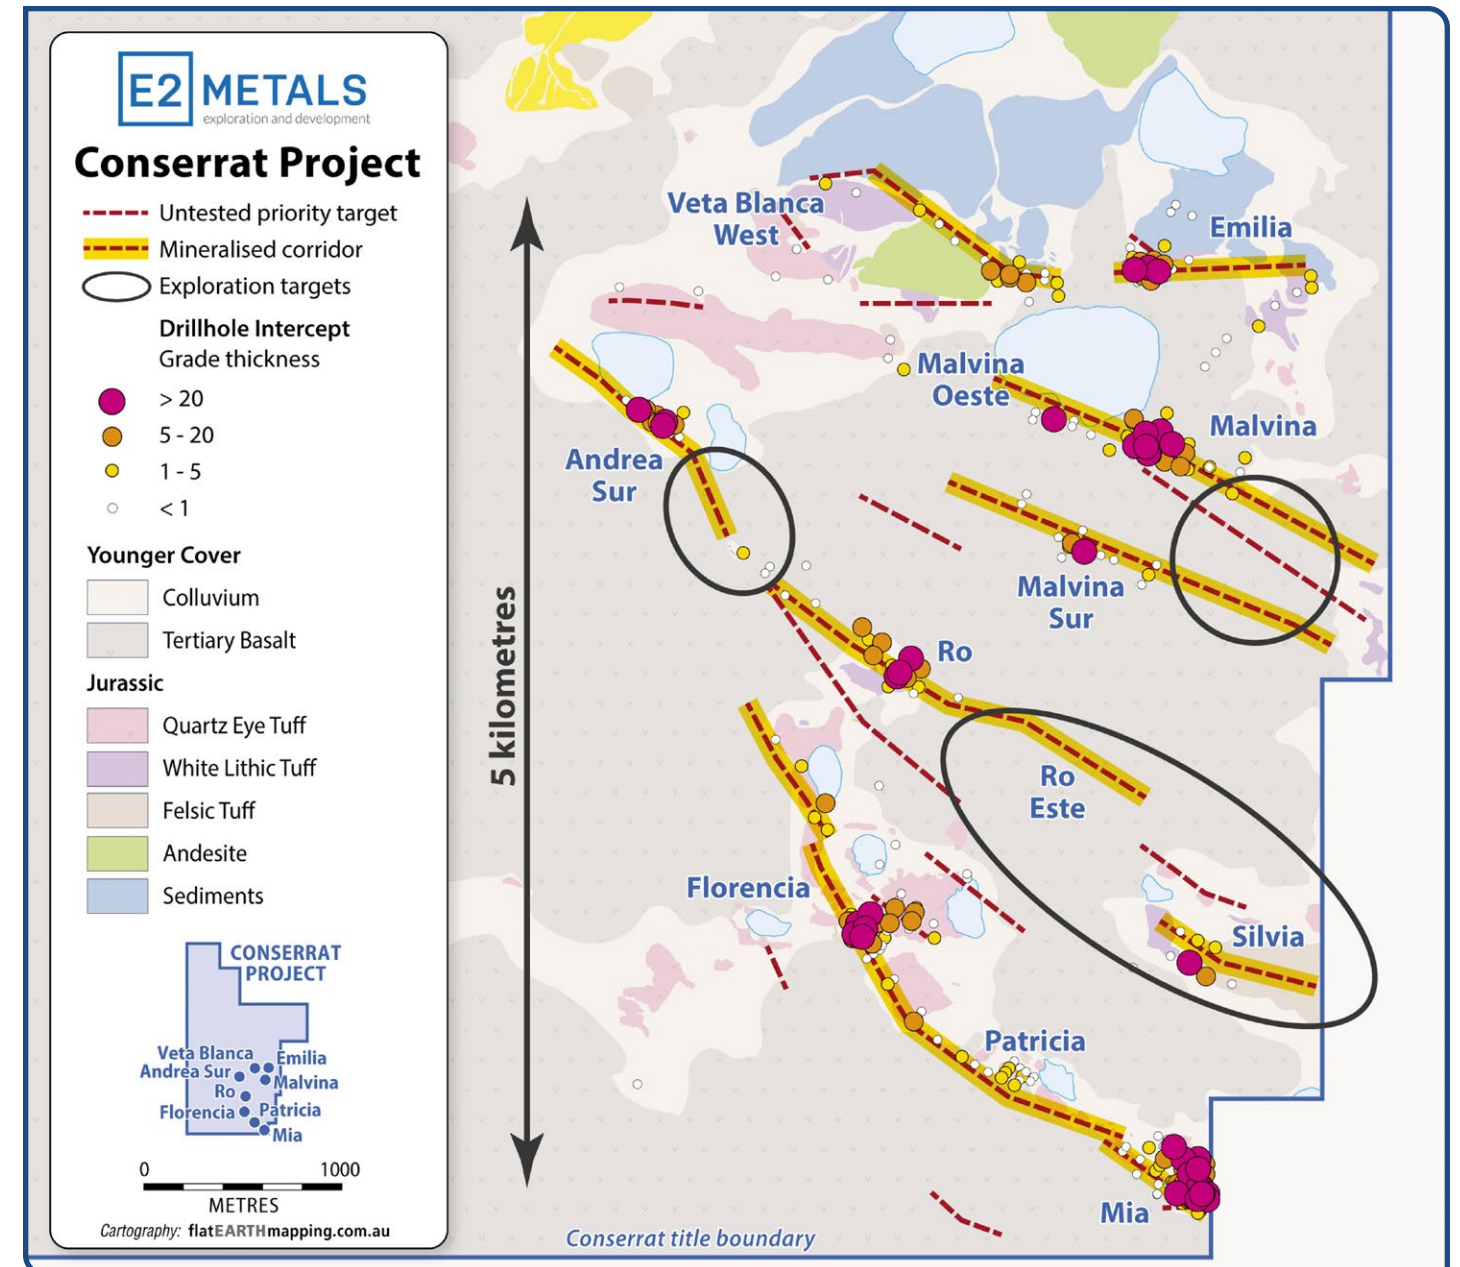 E2 METALS
exploration and development
Conserrat Project
Untested priority target
Mineralised corridor
Exploration targets
Drillhole Intercept
Grade thickness
> 20
5 - 20
1 - 5
< 1
Younger Cover
Colluvium
Tertiary Basalt
Jurassic
Quartz Eye Tuff
White Lithic Tuff
Felsic Tuff
Andesite
Sediments
CONSERRAT
PROJECT
Veta Blanca
Emilia
Andrea Sur
Malvina
Ro
Florencia
Patricia
Mia
0 1000
METRES
Cartography: flatEARTHmapping.com.au
5 kilometres
Veta Blanca
West
Emilia
Malvina
Oeste
Malvina
Andrea
Sur
Malvina
Sur
Ro
Ro
Este
Florencia
Silvia
Patricia
Mia
Conserrat title boundary